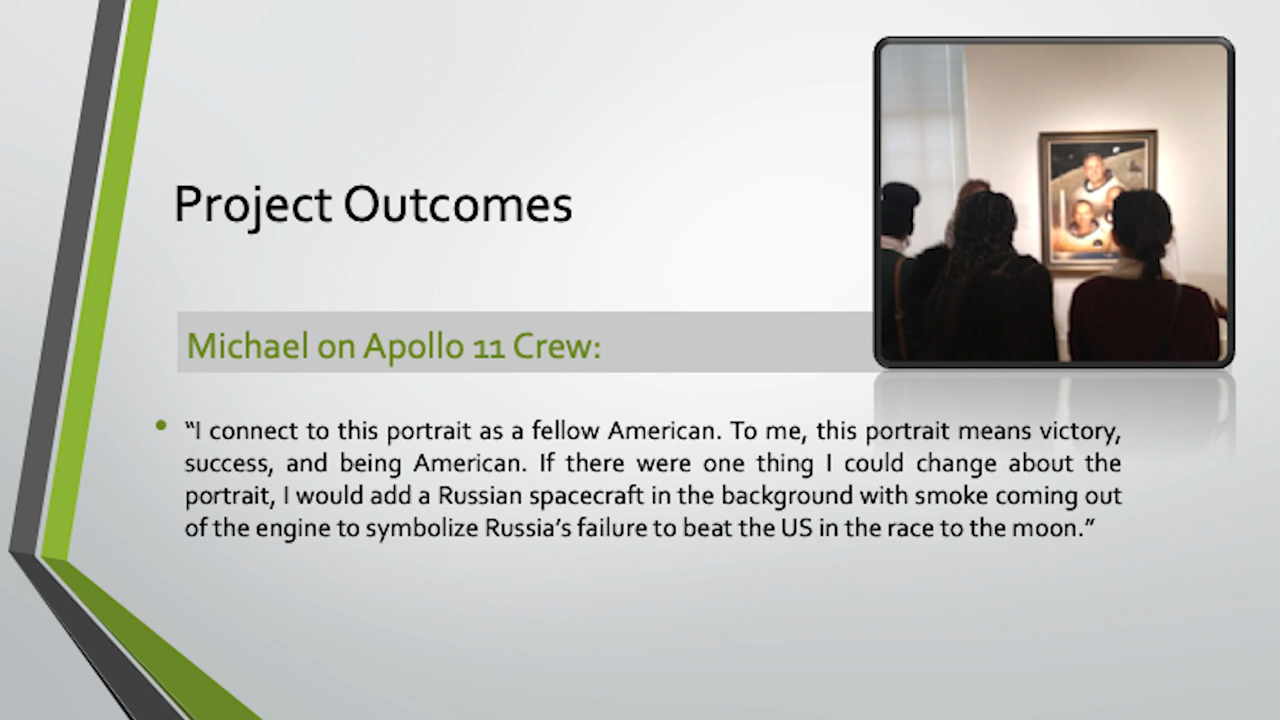 Project Outcomes
Michael on Apollo 11 Crew:
“I connect to this portrait as a fellow American. To me, this portrait means victory,
success, and being American. If there were one thing I could change about the
portrait, I would add a Russian spacecraft in the background with smoke coming out
of the engine to symbolize Russia’s failure to beat the US in the race to the moon.”